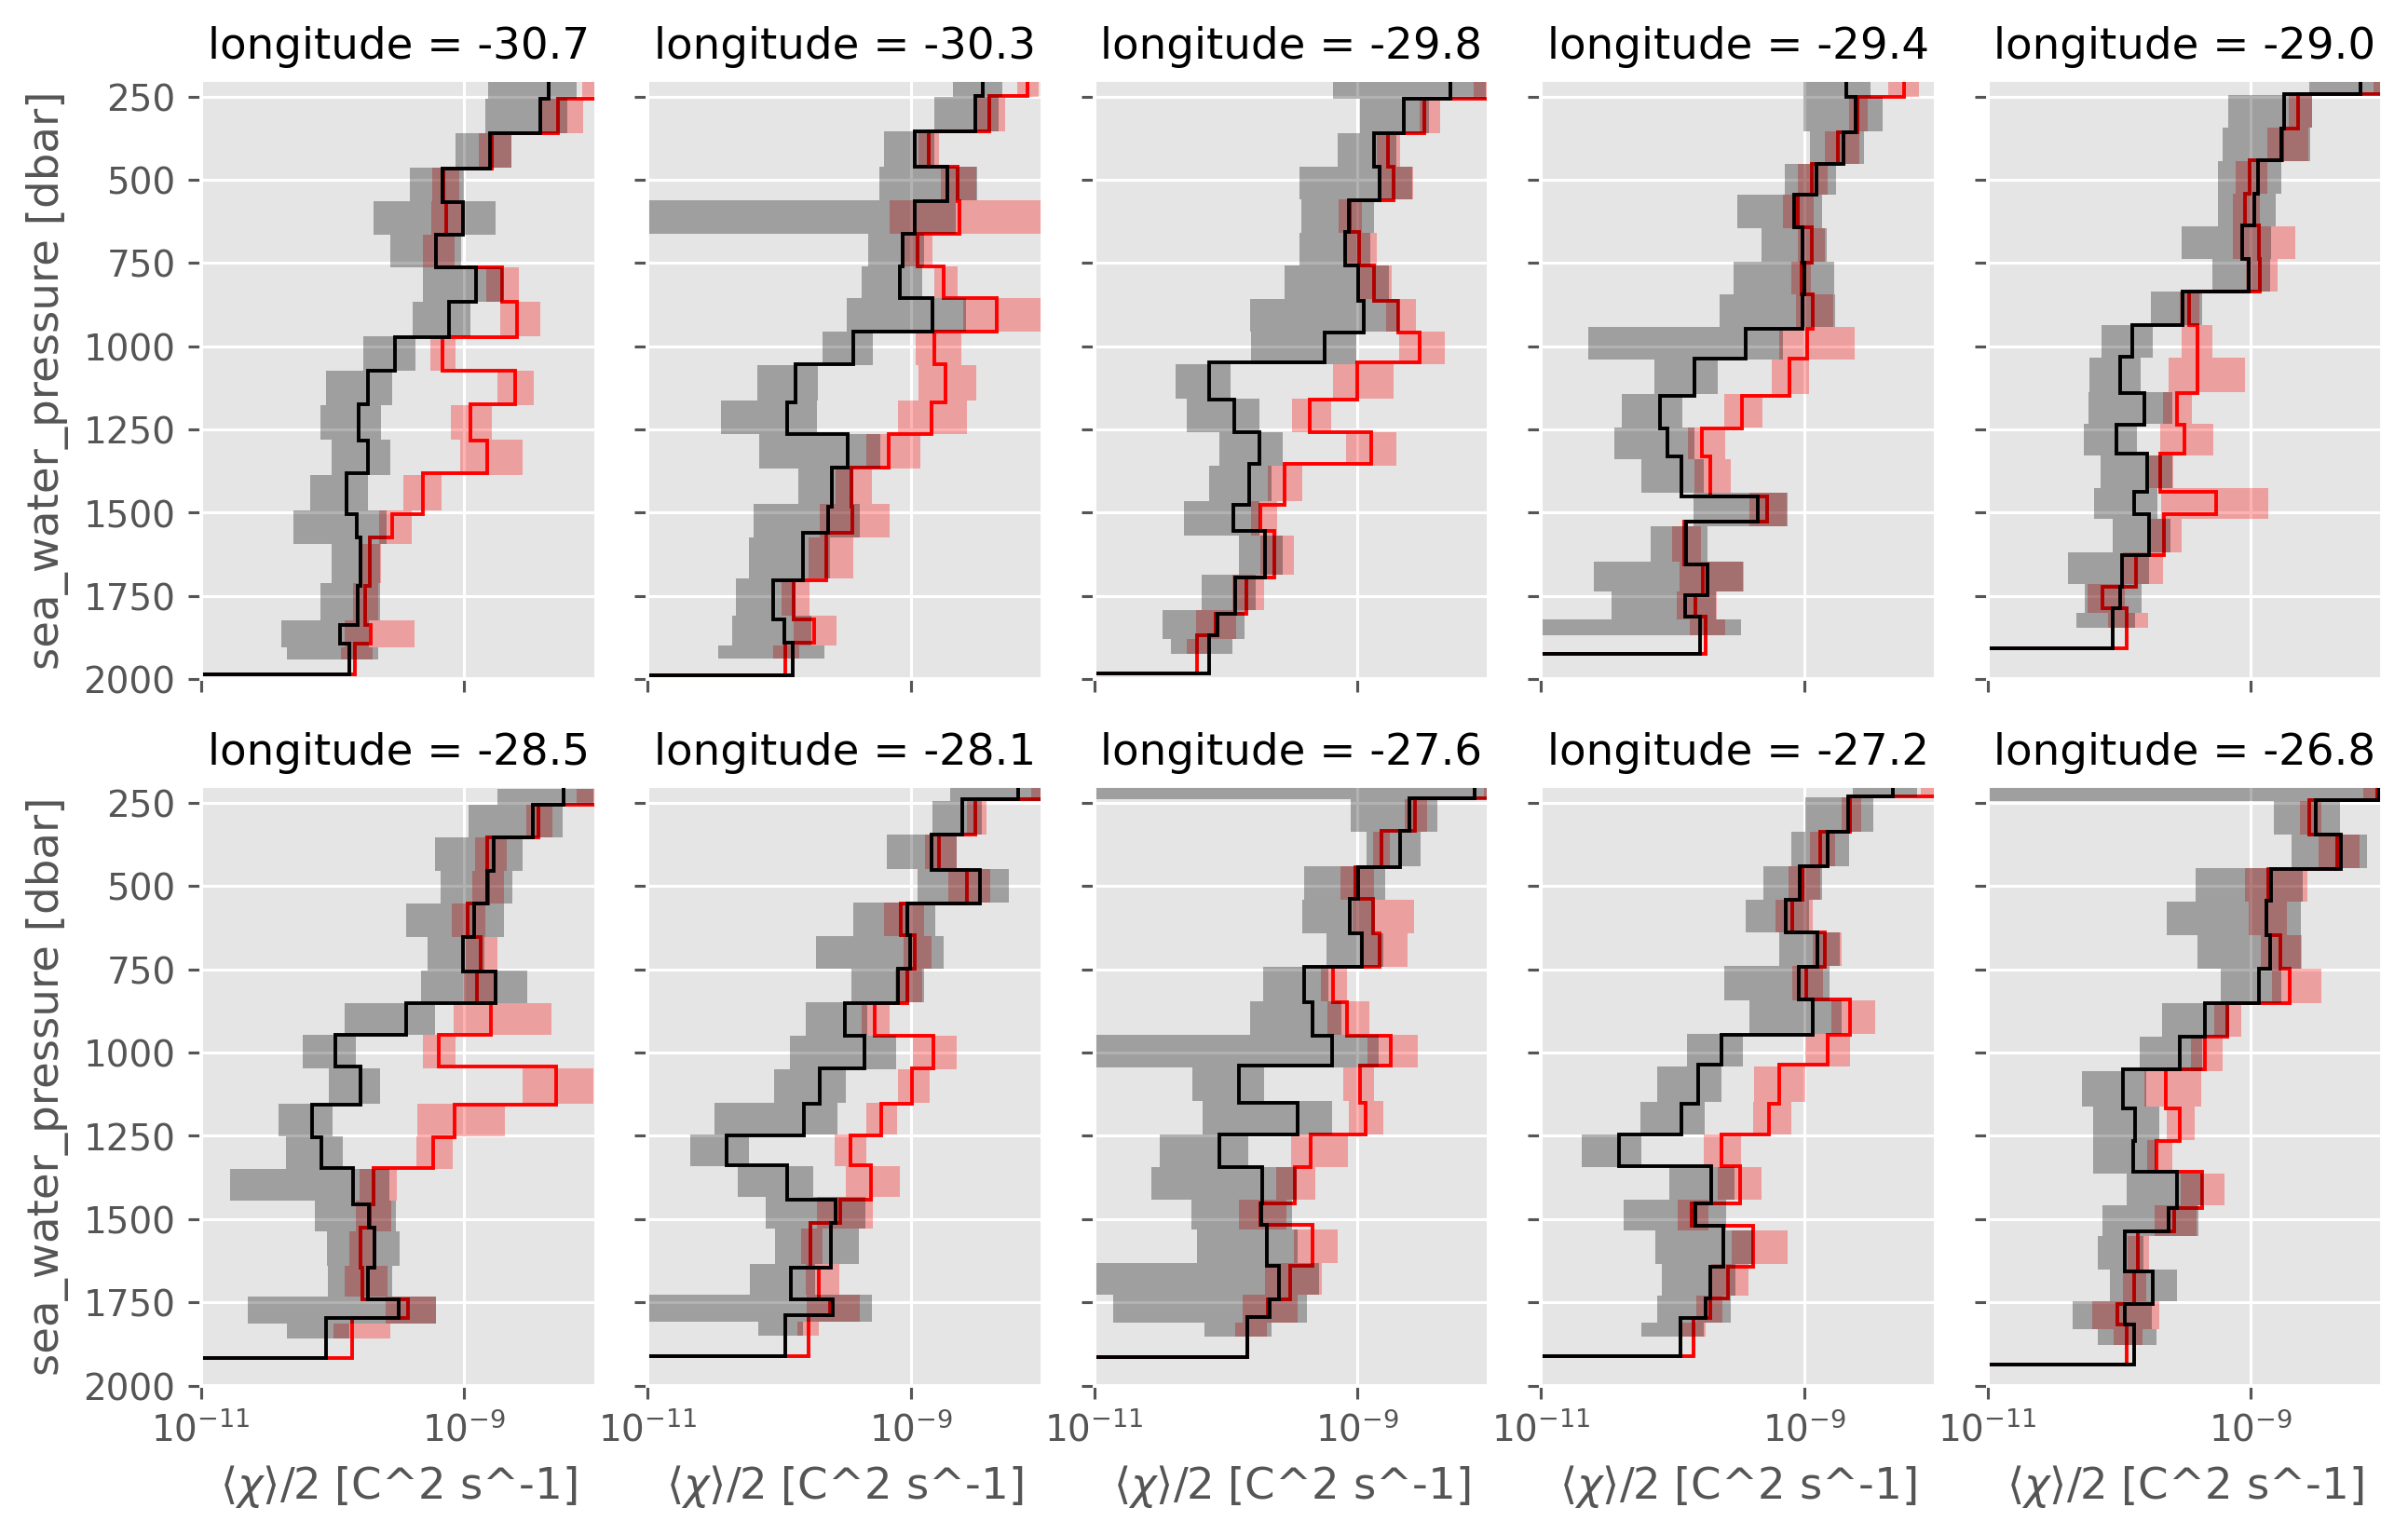 longitude = -30.7 longitude = -30.3 longitude = -29.8 longitude = -29.4 longitude = -29.0
sea_water_pressure [dbar]
250
500
750
1000
1250
1500
1750
2000
longitude = -28.5 longitude = -28.1 longitude = -27.6 longitude = -27.2 longitude = -26.8
sea_water_pressure [dbar]
250
500
750
1000
1250
1500
1750
2000
10⁻¹¹ 10⁻⁹ 10⁻¹¹ 10⁻⁹ 10⁻¹¹ 10⁻⁹ 10⁻¹¹ 10⁻⁹ 10⁻¹¹ 10⁻⁹
⟨χ⟩/2 [C^2 s^-1] ⟨χ⟩/2 [C^2 s^-1] ⟨χ⟩/2 [C^2 s^-1] ⟨χ⟩/2 [C^2 s^-1] ⟨χ⟩/2 [C^2 s^-1]